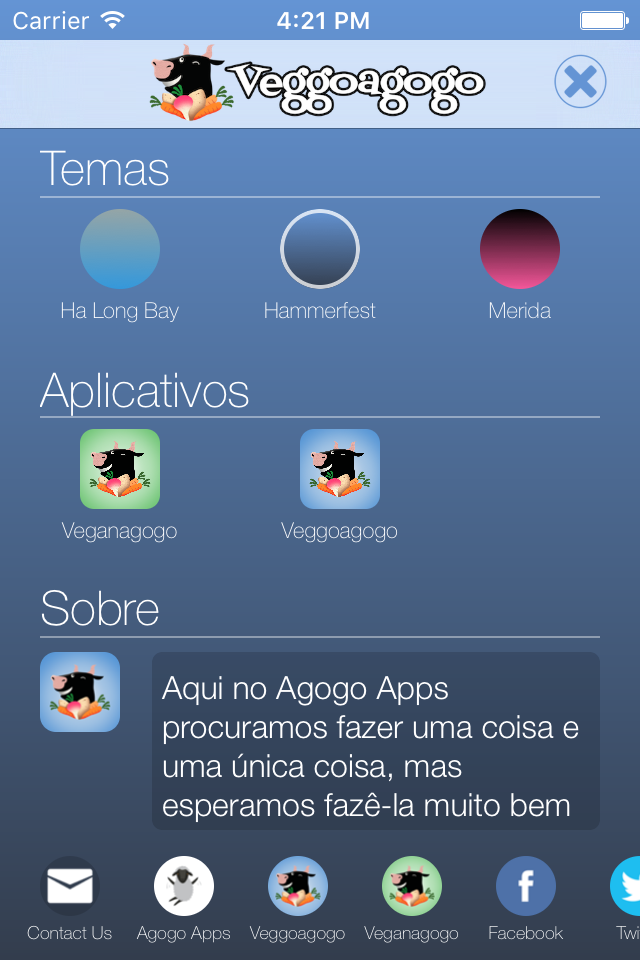 Carrier 4:21 PM
Veggoagogo
Temas
Ha Long Bay Hammerfest Merida
Aplicativos
Veganagogo Veggoagogo
Sobre
Aqui no Agogo Apps
procuramos fazer uma coisa e
uma única coisa, mas
esperamos fazê-la muito bem
Contact Us Agogo Apps Veggoagogo Veganagogo Facebook Twi